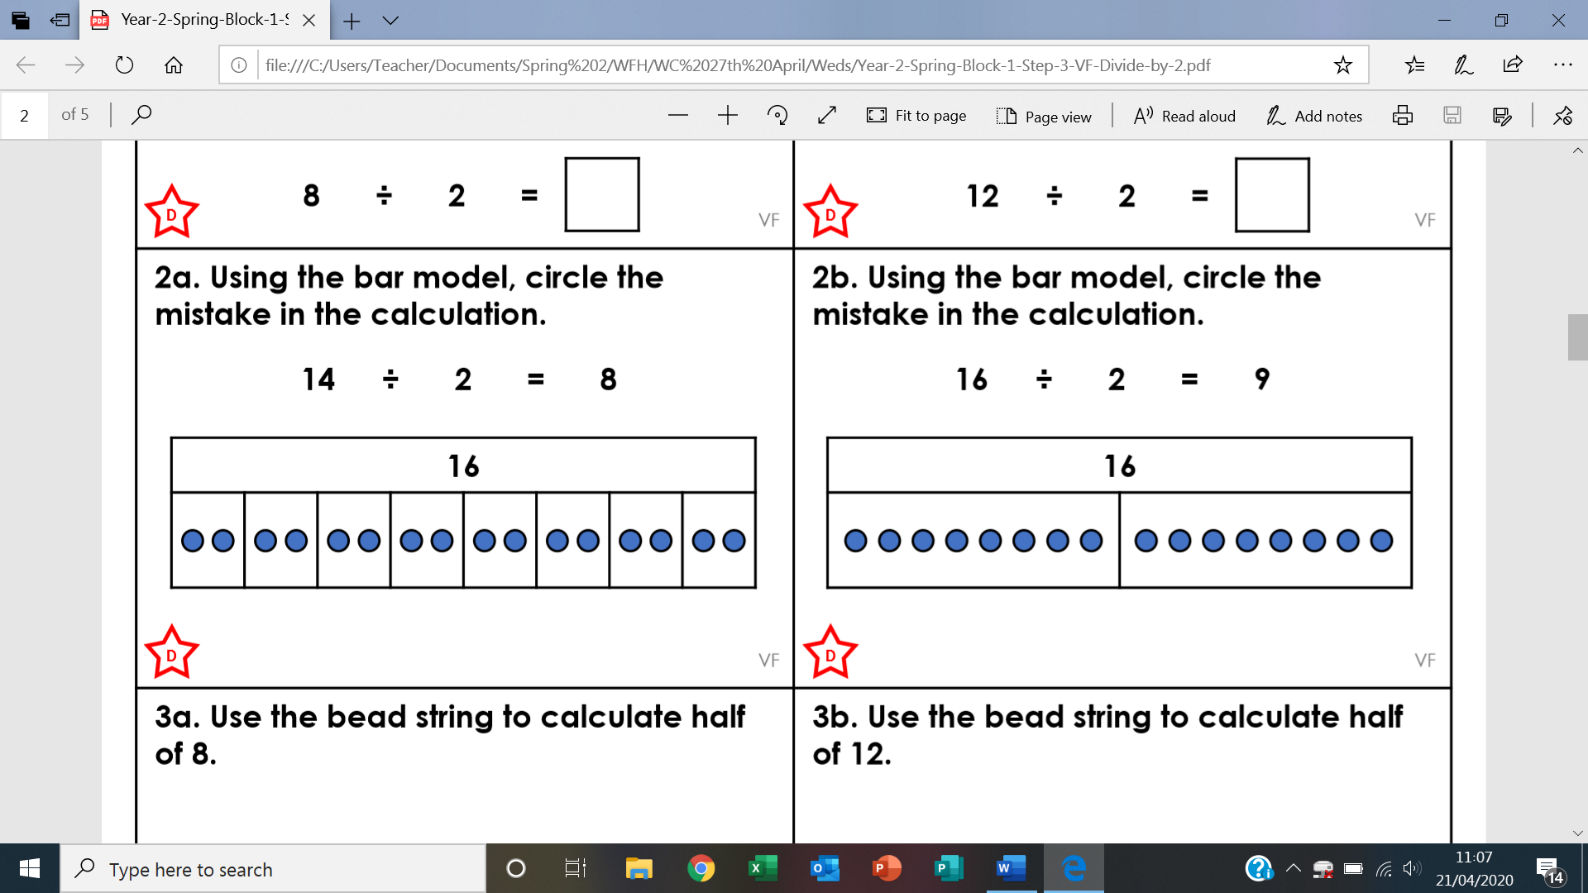 Year-2-Spring-Block-1-S
file:///C:/Users/Teacher/Documents/Spring%202/WFH/WC%2027th%20April/Weds/Year-2-Spring-Block-1-Step-3-VF-Divide-by-2.pdf
2 of 5 Fit to page Page view Read aloud Add notes
8 ÷ 2 =
D
VF
12 ÷ 2 =
D
VF
2a. Using the bar model, circle the
mistake in the calculation.
14 ÷ 2 = 8
16
D
VF
2b. Using the bar model, circle the
mistake in the calculation.
16 ÷ 2 = 9
16
D
VF
3a. Use the bead string to calculate half
of 8.
3b. Use the bead string to calculate half
of 12.
Type here to search
11:07
21/04/2020
14